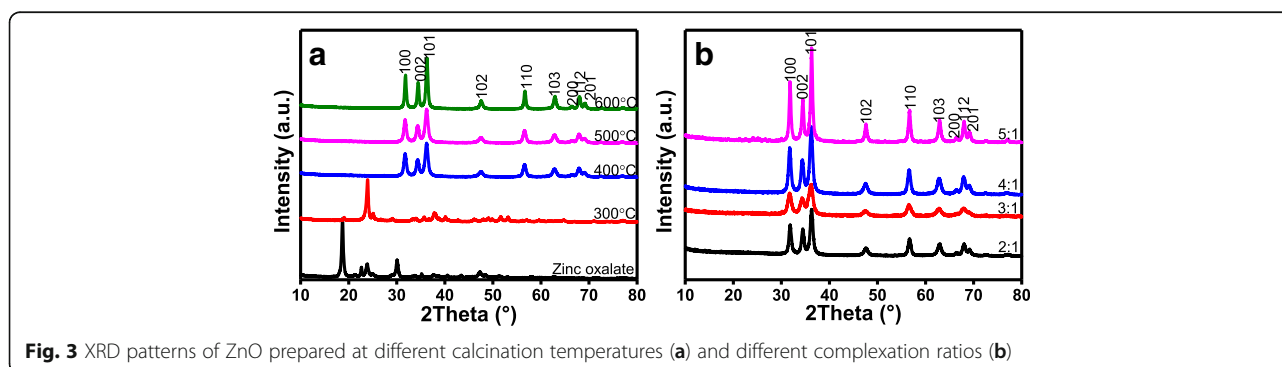 a
100
002
101
102
110
103
200
112
201
600°C
500°C
400°C
300°C
Zinc oxalate
Intensity (a.u.)
10 20 30 40 50 60 70 80
2Theta (°)
b
100
002
101
102
110
103
200
112
201
5:1
4:1
3:1
2:1
Intensity (a.u.)
10 20 30 40 50 60 70 80
2Theta (°)
Fig. 3 XRD patterns of ZnO prepared at different calcination temperatures (a) and different complexation ratios (b)